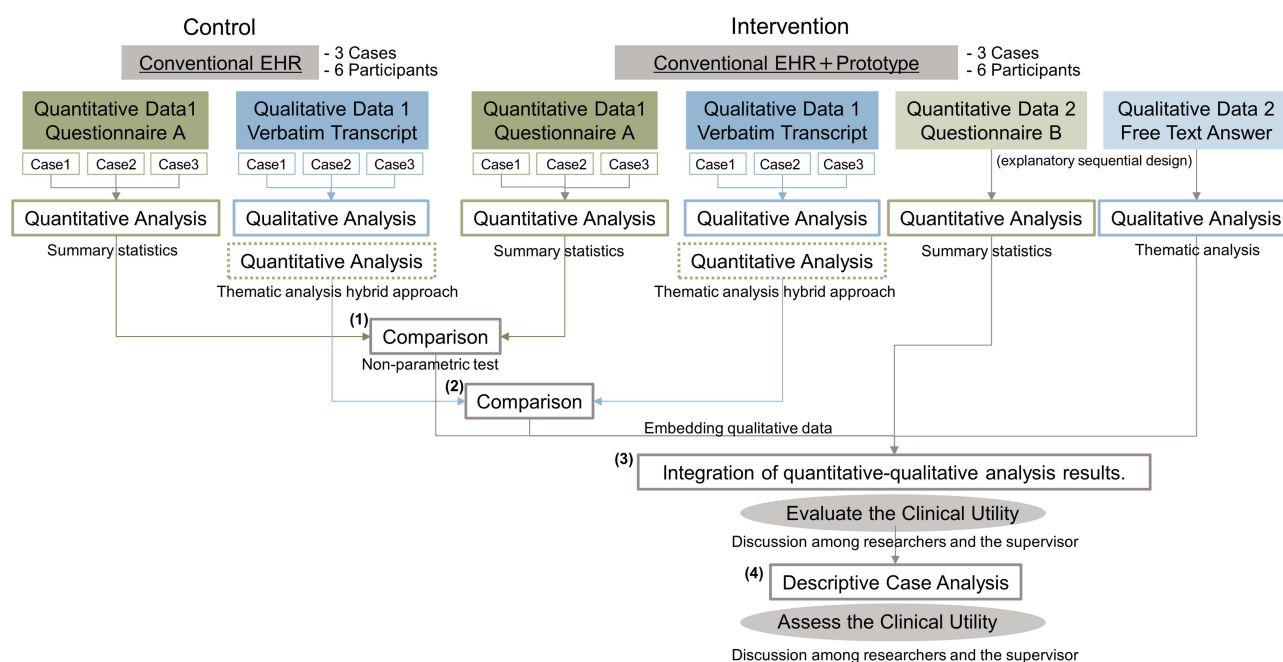 Control
Intervention
Conventional EHR
- 3 Cases
- 6 Participants
Conventional EHR+Prototype
- 3 Cases
- 6 Participants
Quantitative Data1
Questionnaire A
Qualitative Data 1
Verbatim Transcript
Quantitative Data1
Questionnaire A
Qualitative Data 1
Verbatim Transcript
Quantitative Data 2
Questionnaire B
Qualitative Data 2
Free Text Answer
Case1
Case2
Case3
Case1
Case2
Case3
Case1
Case2
Case3
Case1
Case2
Case3
(explanatory sequential design)
Quantitative Analysis
Qualitative Analysis
Quantitative Analysis
Qualitative Analysis
Quantitative Analysis
Qualitative Analysis
Summary statistics
Summary statistics
Summary statistics
Thematic analysis
Quantitative Analysis
Quantitative Analysis
Thematic analysis hybrid approach
Thematic analysis hybrid approach
(1)
Comparison
Non-parametric test
(2)
Comparison
Embedding qualitative data
(3)
Integration of quantitative-qualitative analysis results.
Evaluate the Clinical Utility
Discussion among researchers and the supervisor
(4)
Descriptive Case Analysis
Assess the Clinical Utility
Discussion among researchers and the supervisor